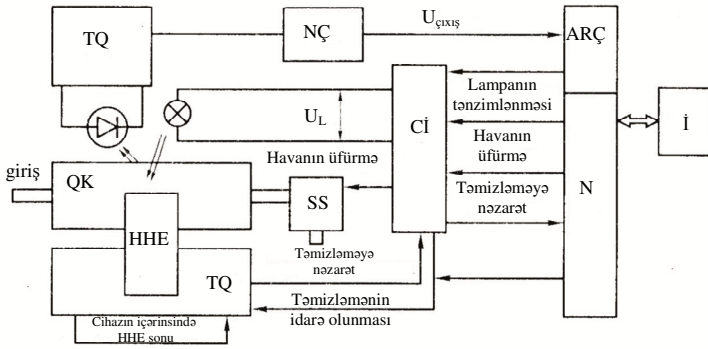 TQ
NÇ
Uçıxış
ARÇ
Lampanın
tənzimlənməsi
UL
Cİ
İ
Havanın
üfürmə
Havanın üfürmə
giriş
QK
SS
Təmizləməyə
nəzarət
N
HHE
Təmizləməyə
nəzarət
TQ
Təmizləmənin
idarə olunması
Cihazın içərinsində
HHE sonu